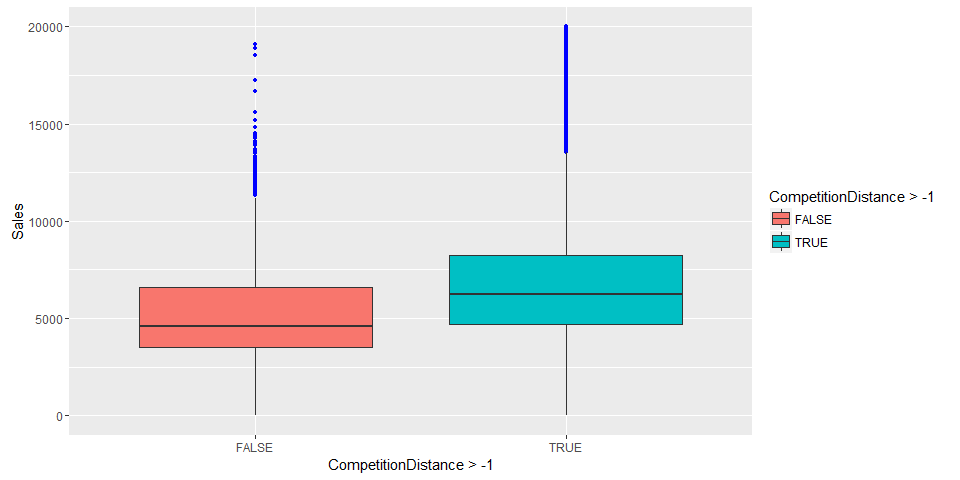 20000
15000
10000
5000
0
Sales
FALSE
TRUE
CompetitionDistance > -1
CompetitionDistance > -1
FALSE
TRUE